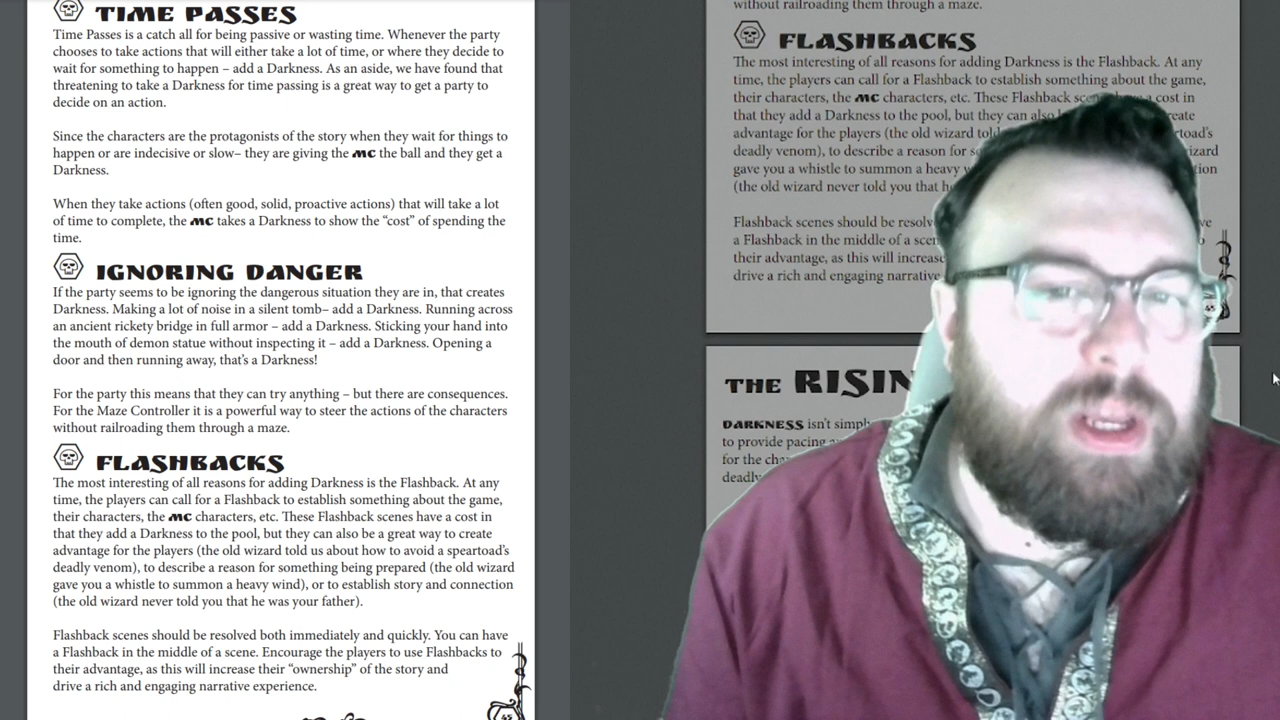 TIME PASSES
Time Passes is a catch all for being passive or wasting time. Whenever the party
chooses to take actions that will either take a lot of time, or where they decide to
wait for something to happen – add a Darkness. As an aside, we have found that
threatening to take a Darkness for time passing is a great way to get a party to
decide on an action.
Since the characters are the protagonists of the story when they wait for things to
happen or are indecisive or slow– they are giving the MC the ball and they get a
Darkness.
When they take actions (often good, solid, proactive actions) that will take a lot
of time to complete, the MC takes a Darkness to show the “cost” of spending the
time.
IGNORING DANGER
If the party seems to be ignoring the dangerous situation they are in, that creates
Darkness. Making a lot of noise in a silent tomb– add a Darkness. Running across
an ancient rickety bridge in full armor – add a Darkness. Sticking your hand into
the mouth of demon statue without inspecting it – add a Darkness. Opening a
door and then running away, that’s a Darkness!
For the party this means that they can try anything – but there are consequences.
For the Maze Controller it is a powerful way to steer the actions of the characters
without railroading them through a maze.
FLASHBACKS
The most interesting of all reasons for adding Darkness is the Flashback. At any
time, the players can call for a Flashback to establish something about the game,
their characters, the MC characters, etc. These Flashback scenes have a cost in
that they add a Darkness to the pool, but they can also be a great way to create
advantage for the players (the old wizard told us about how to avoid a speartoad’s
deadly venom), to describe a reason for something being prepared (the old wizard
gave you a whistle to summon a heavy wind), or to establish story and connection
(the old wizard never told you that he was your father).
Flashback scenes should be resolved both immediately and quickly. You can have
a Flashback in the middle of a scene. Encourage the players to use Flashbacks to
their advantage, as this will increase their “ownership” of the story and
drive a rich and engaging narrative experience.
45
without railroading them through a maze.
FLASHBACKS
The most interesting of all reasons for adding Darkness is the Flashback. At any
time, the players can call for a Flashback to establish something about the game,
their characters, the MC characters, etc. These Flashback a cost in
that they add a Darkness to the pool, but they can also
advantage for the players (the old wizard
deadly venom), to describe a reason for
gave you a whistle to summon a heavy
(the old wizard never told you that
Flashback scenes should be
a Flashback in the middle of a
their advantage, as this will
drive a rich and engaging narrative
THE
DARKNESS isn’t
to provide pacing
for the